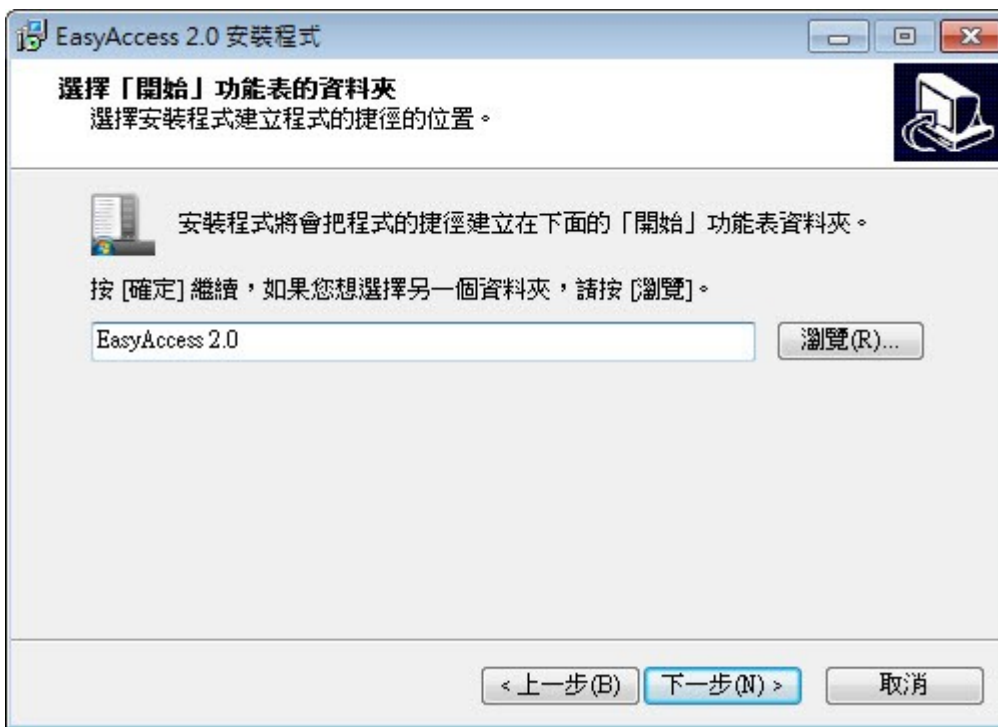 EasyAccess 2.0 安裝程式
選擇「開始」功能表的資料夾
選擇安裝程式建立程式的捷徑的位置。
安裝程式將會把程式的捷徑建立在下面的「開始」功能表資料夾。
按 [確定] 繼續，如果您想選擇另一個資料夾，請按 [瀏覽]。
EasyAccess 2.0
瀏覽(R)...
< 上一步(B)
下一步(N) >
取消